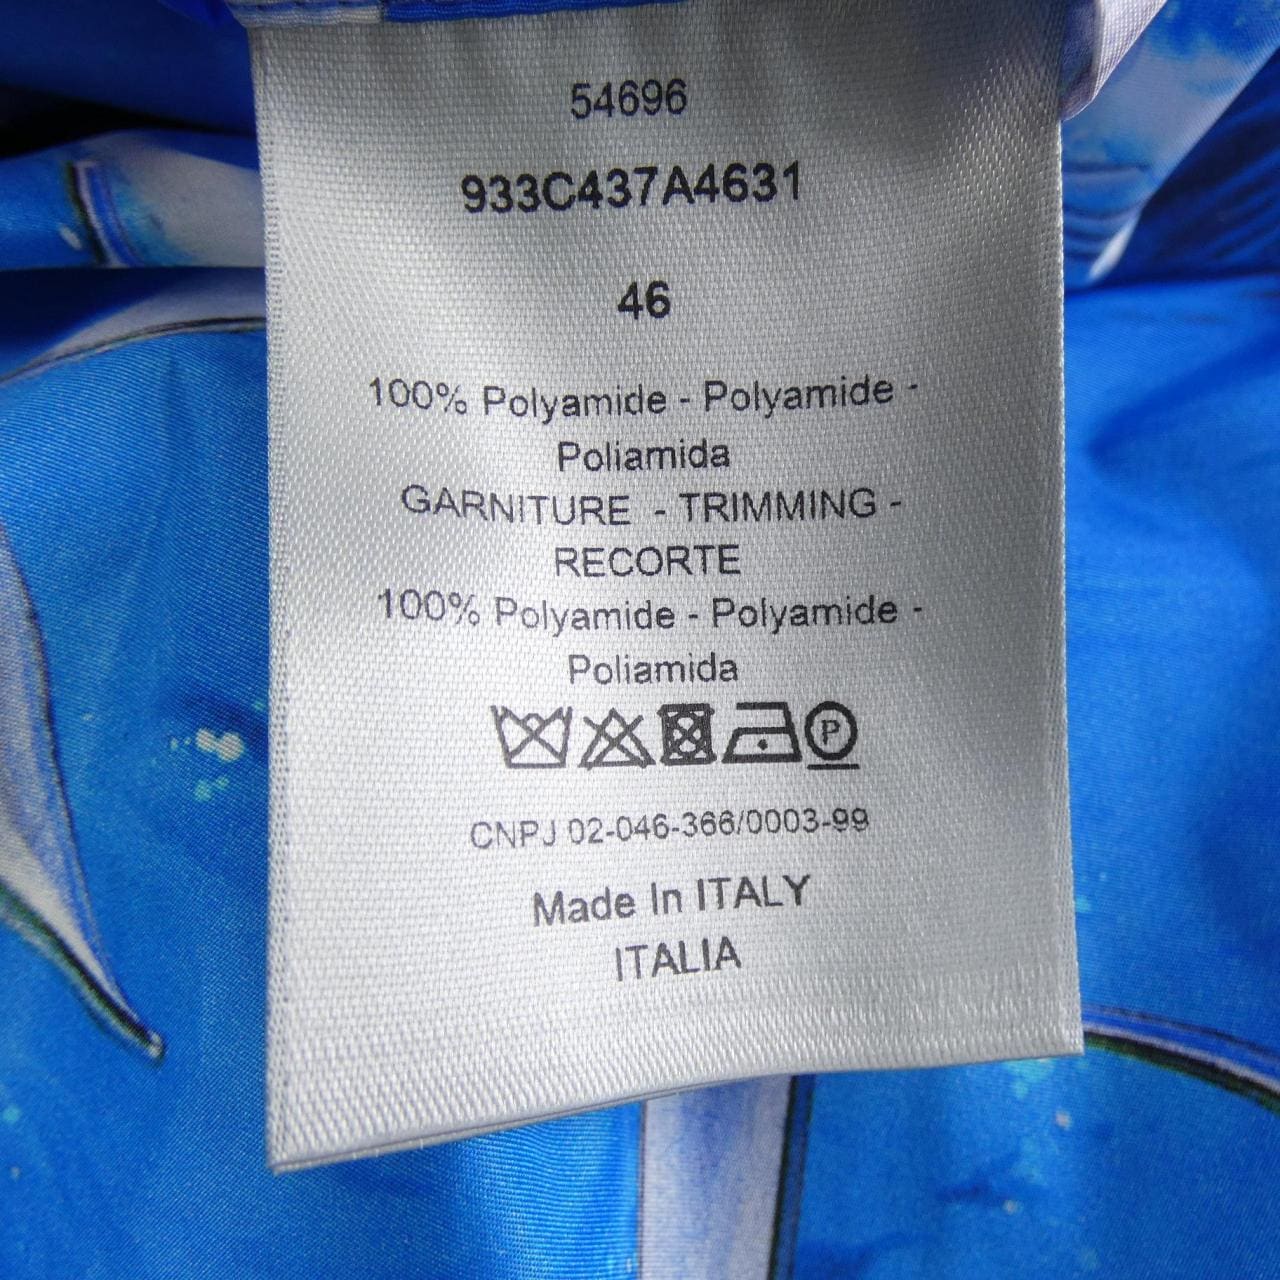 54696
933C437A4631
46
100% Polyamide - Polyamide -
Poliamida
GARNITURE - TRIMMING -
RECORTE
100% Polyamide - Polyamide -
Poliamida
P
CNPJ 02-046-366/0003-99
Made In ITALY
ITALIA